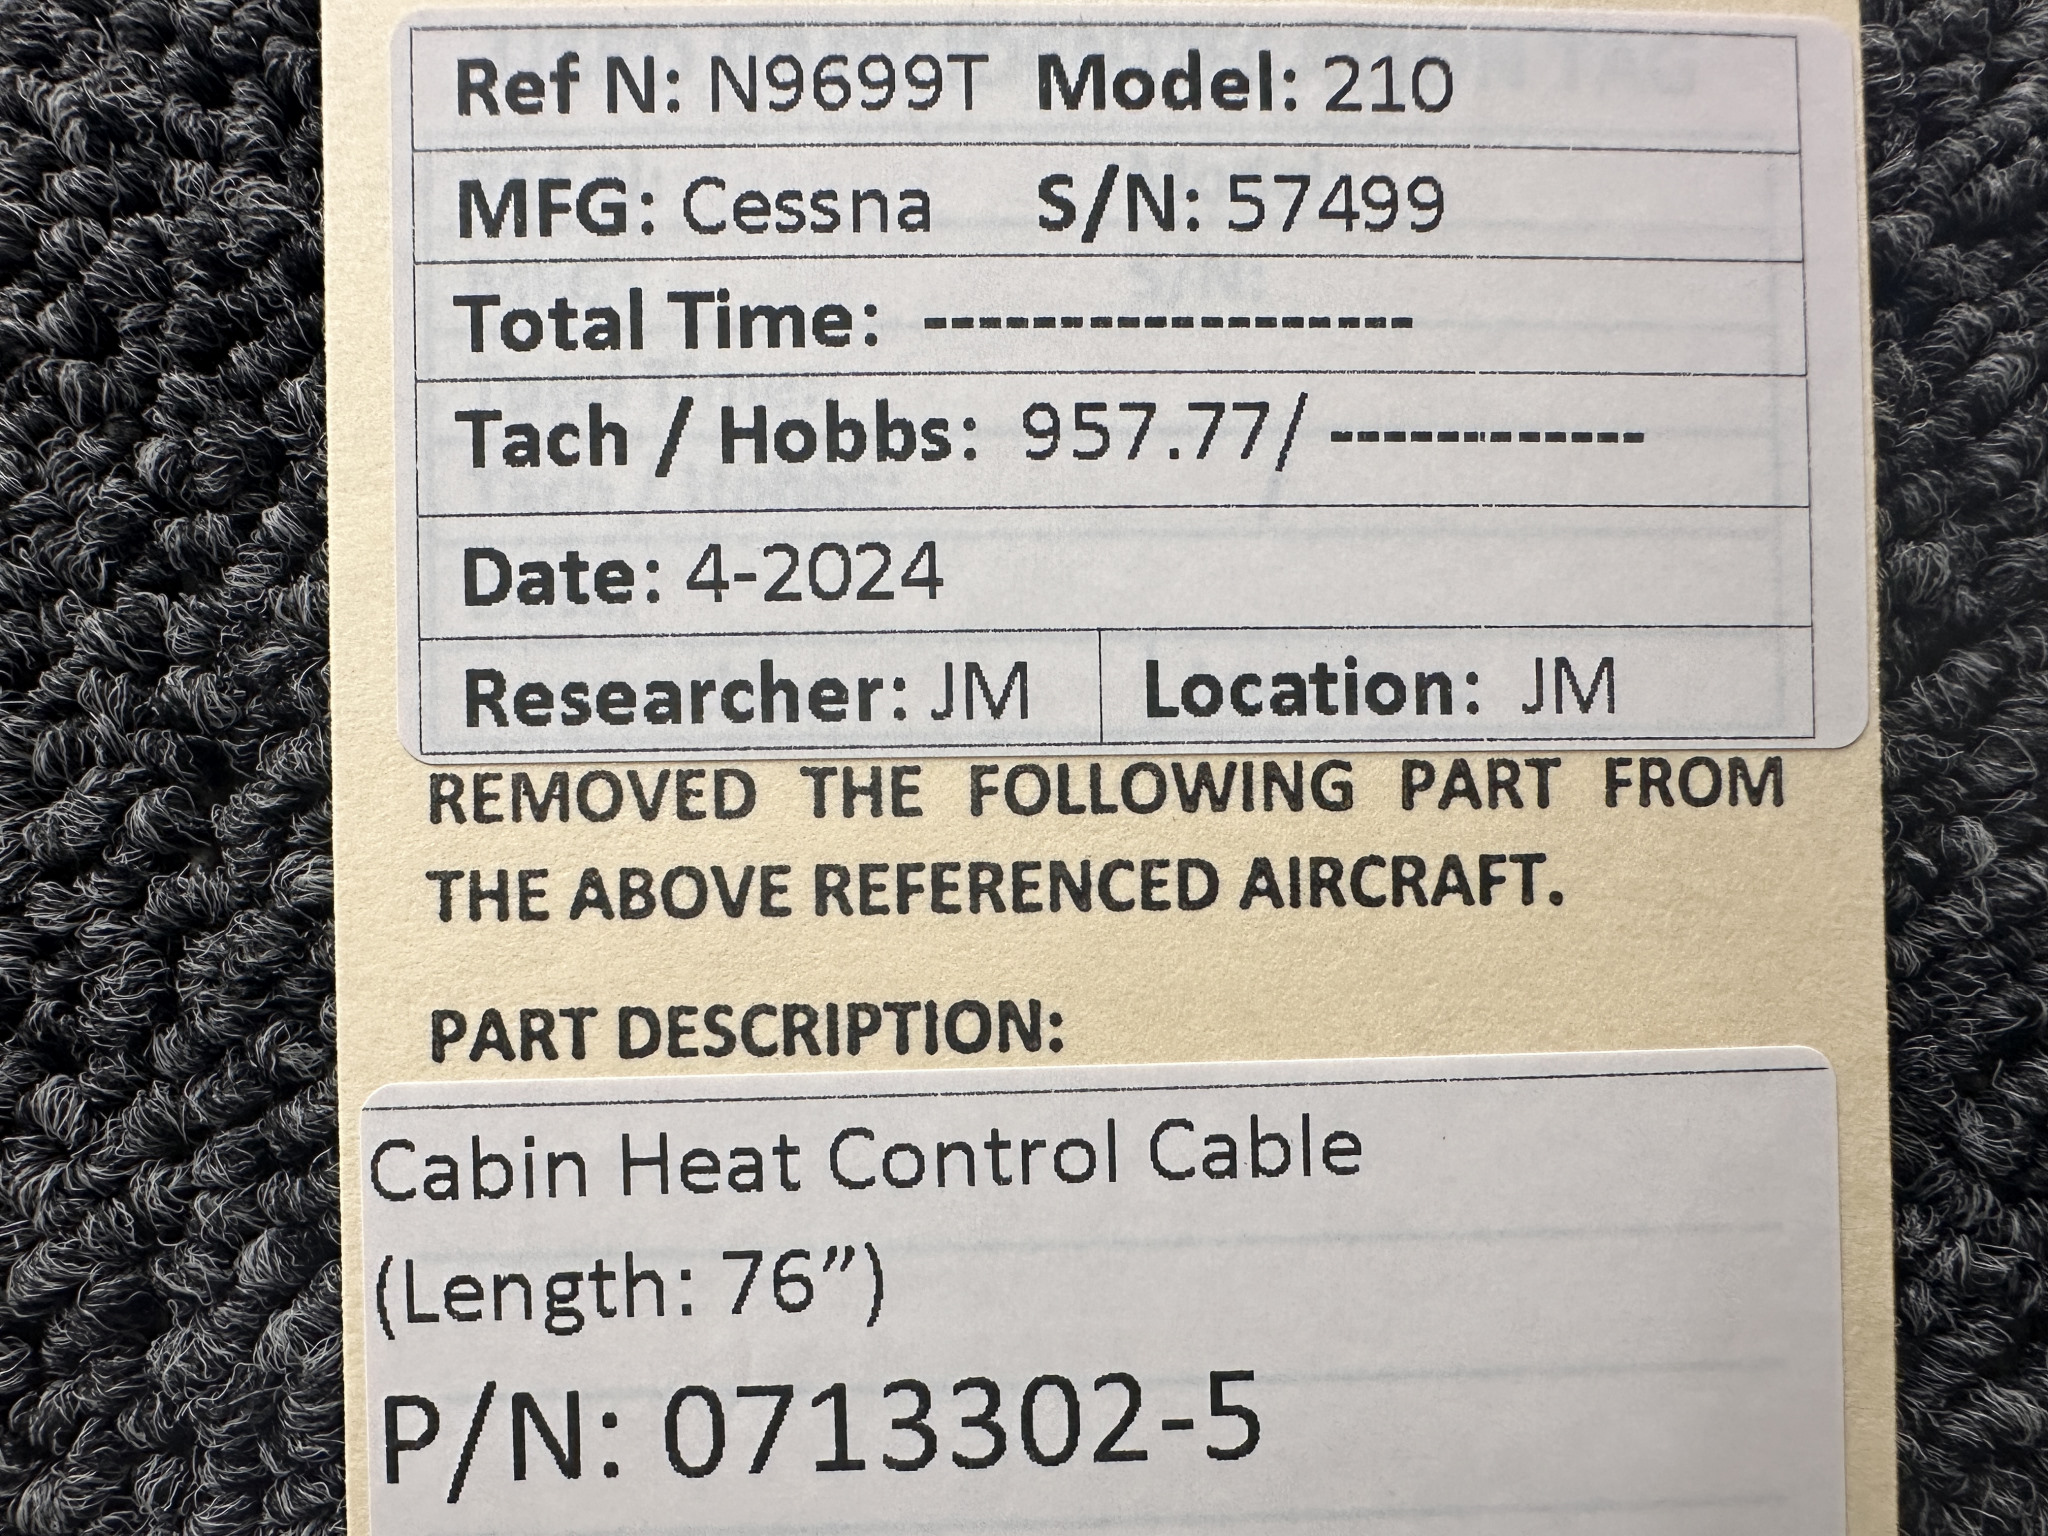 Ref N: N9699T Model: 210
MFG: Cessna S/N: 57499
Total Time: -------------------
Tach / Hobbs: 957.77/ ------------
Date: 4-2024
Researcher: JM Location: JM
REMOVED THE FOLLOWING PART FROM
THE ABOVE REFERENCED AIRCRAFT.
PART DESCRIPTION:
Cabin Heat Control Cable
(Length: 76”)
P/N: 0713302-5